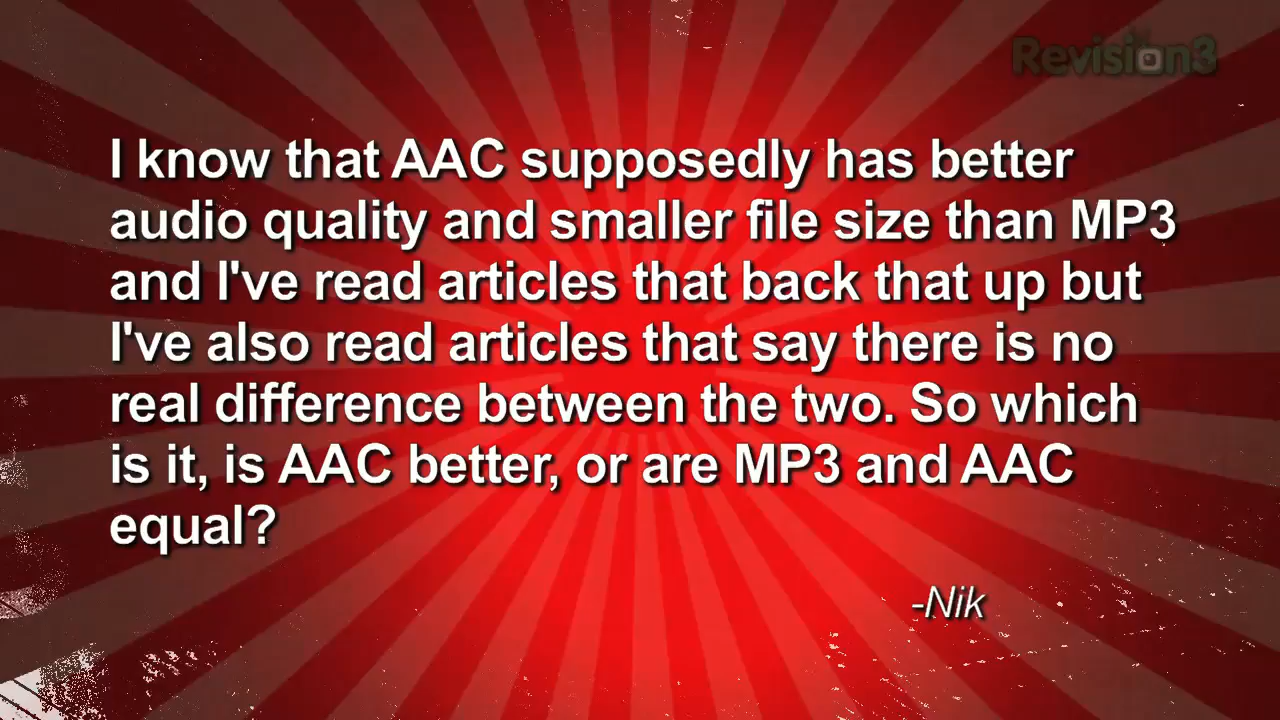 Revision3
I know that AAC supposedly has better
audio quality and smaller file size than MP3
and I've read articles that back that up but
I've also read articles that say there is no
real difference between the two. So which
is it, is AAC better, or are MP3 and AAC
equal?
-Nik